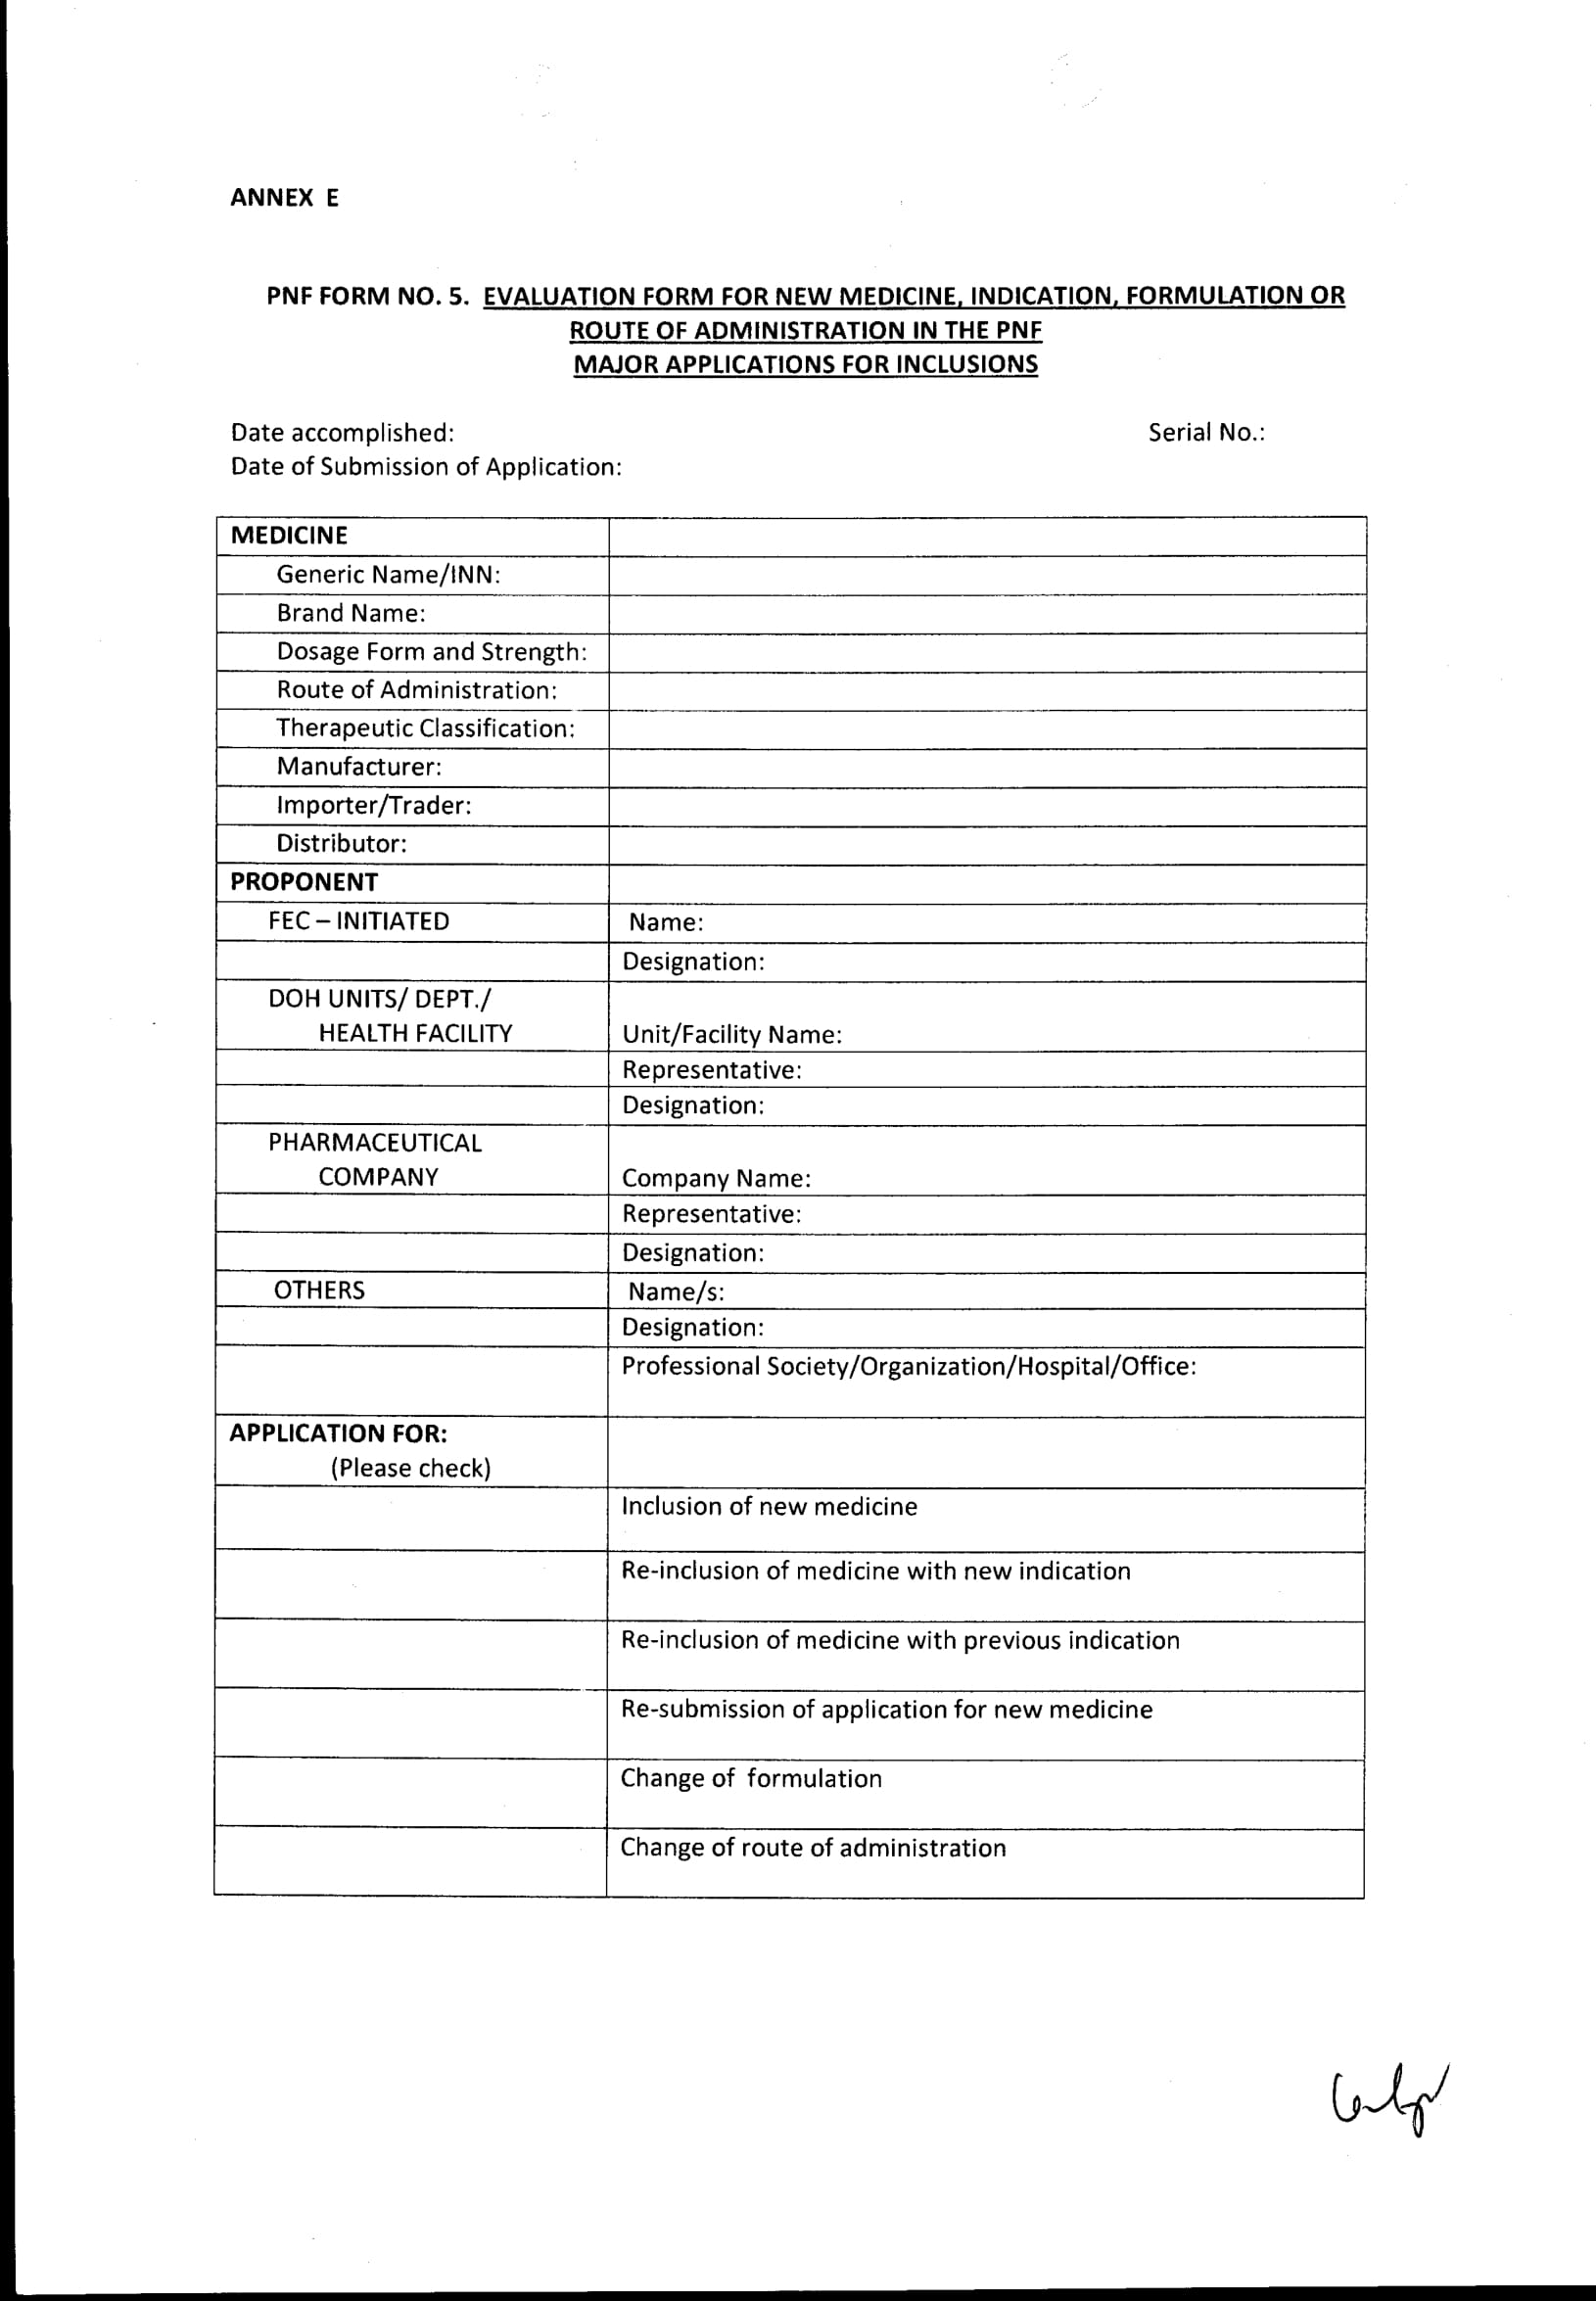 ANNEX E
PNF FORM NO. 5. EVALUATION FORM FOR NEW MEDICINE, INDICATION, FORMULATION OR
ROUTE OF ADMINISTRATION IN THE PNF
MAJOR APPLICATIONS FOR INCLUSIONS
Date accomplished: Serial No.:
Date of Submission of Application:
MEDICINE
Generic Name/INN:
Brand Name:
Dosage Form and Strength:
Route of Administration:
Therapeutic Classification:
Manufacturer:
Importer/Trader:
Distributor:
PROPONENT
FEC – INITIATED Name:
Designation:
DOH UNITS/ DEPT./
HEALTH FACILITY Unit/Facility Name:
Representative:
Designation:
PHARMACEUTICAL
COMPANY Company Name:
Representative:
Designation:
OTHERS Name/s:
Designation:
Professional Society/Organization/Hospital/Office:
APPLICATION FOR:
(Please check)
Inclusion of new medicine
Re-inclusion of medicine with new indication
Re-inclusion of medicine with previous indication
Re-submission of application for new medicine
Change of formulation
Change of route of administration